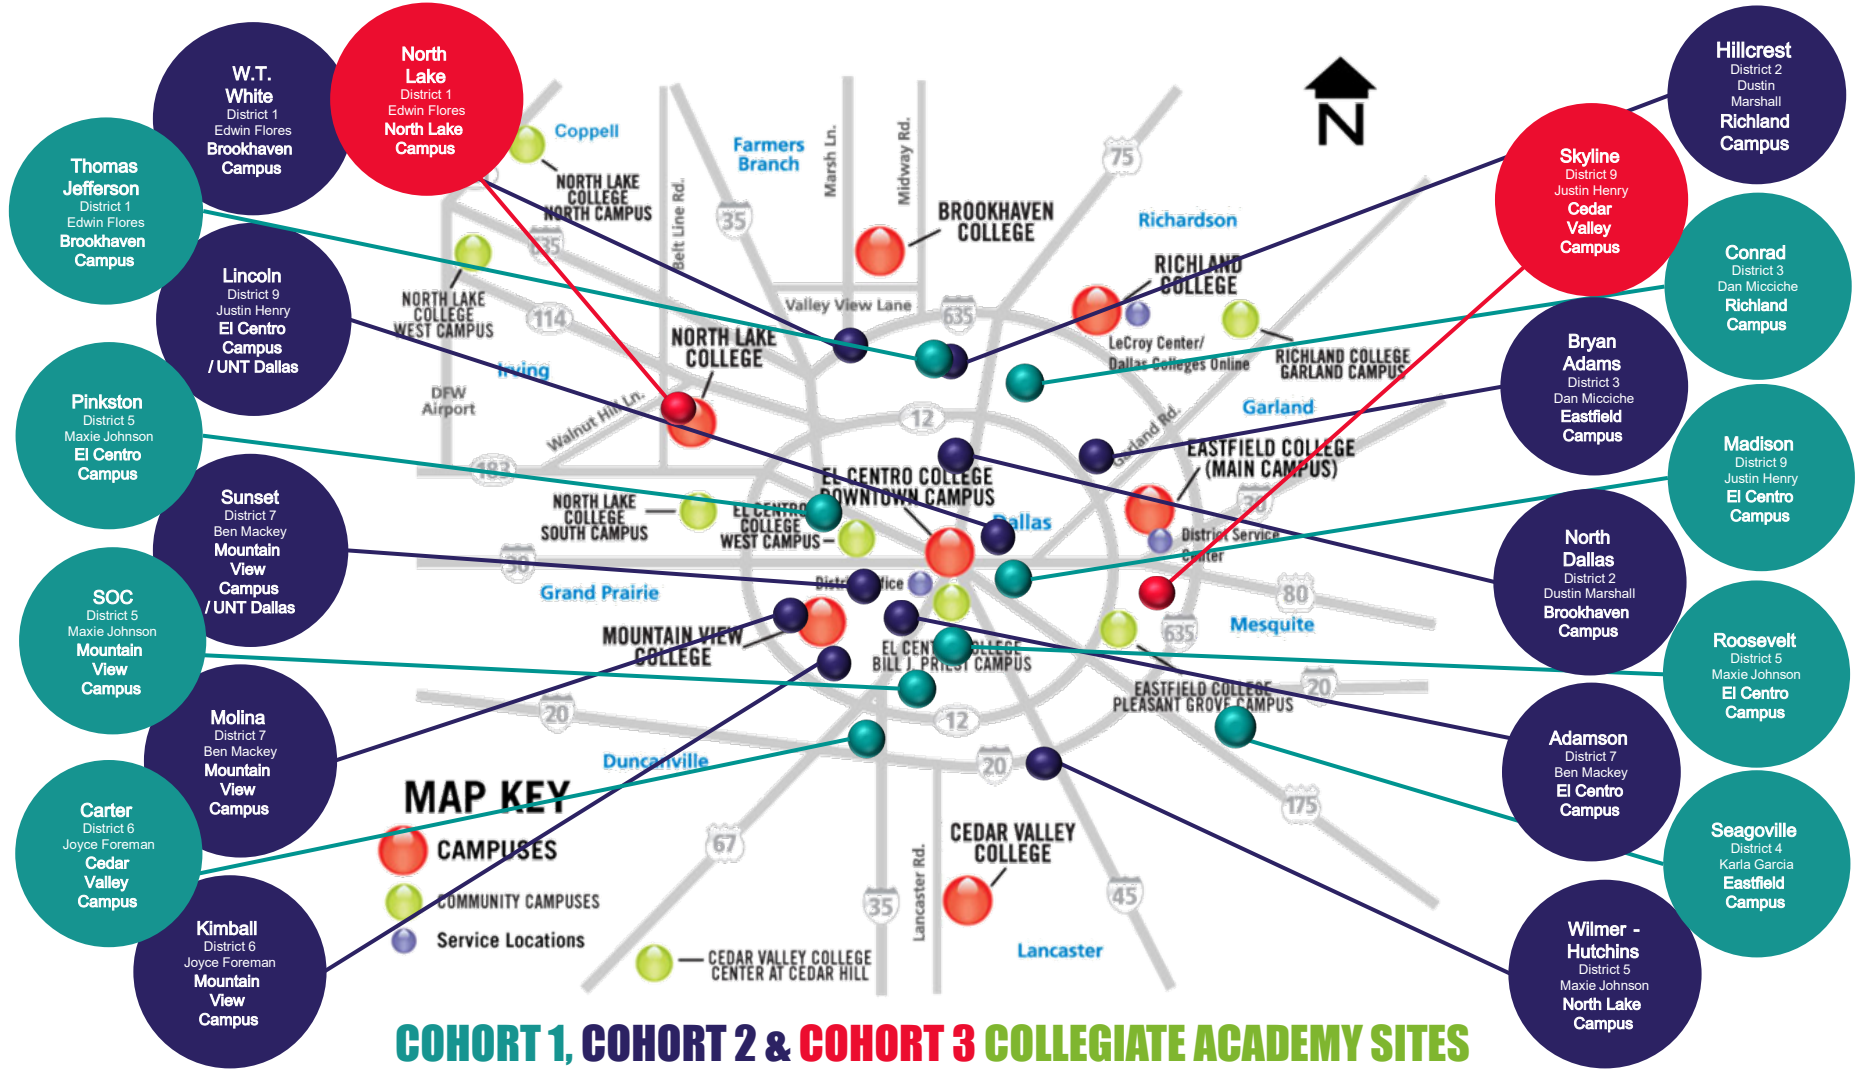 W.T.
White
District 1
Edwin Flores
Brookhaven
Campus
North
Lake
District 1
Edwin Flores
North Lake
Campus
Thomas
Jefferson
District 1
Edwin Flores
Brookhaven
Campus
Lincoln
District 9
Justin Henry
El Centro
Campus
/ UNT Dallas
Pinkston
District 5
Maxie Johnson
El Centro
Campus
Sunset
District 7
Ben Mackey
Mountain
View
Campus
/ UNT Dallas
SOC
District 5
Maxie Johnson
Mountain
View
Campus
Molina
District 7
Ben Mackey
Mountain
View
Campus
Carter
District 6
Joyce Foreman
Cedar
Valley
Campus
Kimball
District 6
Joyce Foreman
Mountain
View
Campus
Coppell
NORTH LAKE
COLLEGE
NORTH CAMPUS
Farmers
Branch
Belt Line Rd.
Marsh Ln.
Midway Rd.
35
75
N
BROOKHAVEN
COLLEGE
Richardson
635
NORTH LAKE
COLLEGE
WEST CAMPUS
114
Valley View Lane
635
RICHLAND
COLLEGE
LeCroy Center/
Dallas Colleges Online
RICHLAND COLLEGE
GARLAND CAMPUS
NORTH LAKE
COLLEGE
Irving
DFW
Airport
Walnut Hill Ln.
12
Garland
Garland Rd.
183
EL CENTRO COLLEGE
DOWNTOWN CAMPUS
EASTFIELD COLLEGE
(MAIN CAMPUS)
NORTH LAKE
COLLEGE
SOUTH CAMPUS
EL CENTRO
COLLEGE
WEST CAMPUS
Dallas
30
District Service
Center
30
Grand Prairie
District Office
80
MOUNTAIN VIEW
COLLEGE
EL CENTRO COLLEGE
BILL J. PRIEST CAMPUS
635
Mesquite
EASTFIELD COLLEGE
PLEASANT GROVE CAMPUS
20
20
12
Duncanville
20
175
MAP KEY
CAMPUSES
COMMUNITY CAMPUSES
Service Locations
67
35
Lancaster Rd.
CEDAR VALLEY
COLLEGE
45
Lancaster
CEDAR VALLEY COLLEGE
CENTER AT CEDAR HILL
Hillcrest
District 2
Dustin
Marshall
Richland
Campus
Skyline
District 9
Justin Henry
Cedar
Valley
Campus
Conrad
District 3
Dan Micciche
Richland
Campus
Bryan
Adams
District 3
Dan Micciche
Eastfield
Campus
Madison
District 9
Justin Henry
El Centro
Campus
North
Dallas
District 2
Dustin Marshall
Brookhaven
Campus
Roosevelt
District 5
Maxie Johnson
El Centro
Campus
Adamson
District 7
Ben Mackey
El Centro
Campus
Seagoville
District 4
Karla Garcia
Eastfield
Campus
Wilmer -
Hutchins
District 5
Maxie Johnson
North Lake
Campus
COHORT 1, COHORT 2 & COHORT 3 COLLEGIATE ACADEMY SITES